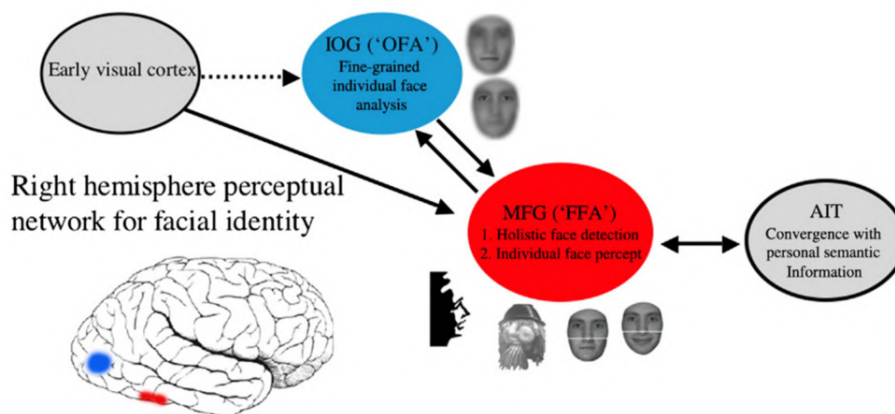 Early visual cortex
IOG ('OFA')
Fine-grained
individual face
analysis
Right hemisphere perceptual
network for facial identity
MFG ('FFA')
1. Holistic face detection
2. Individual face percept
AIT
Convergence with
personal semantic
Information